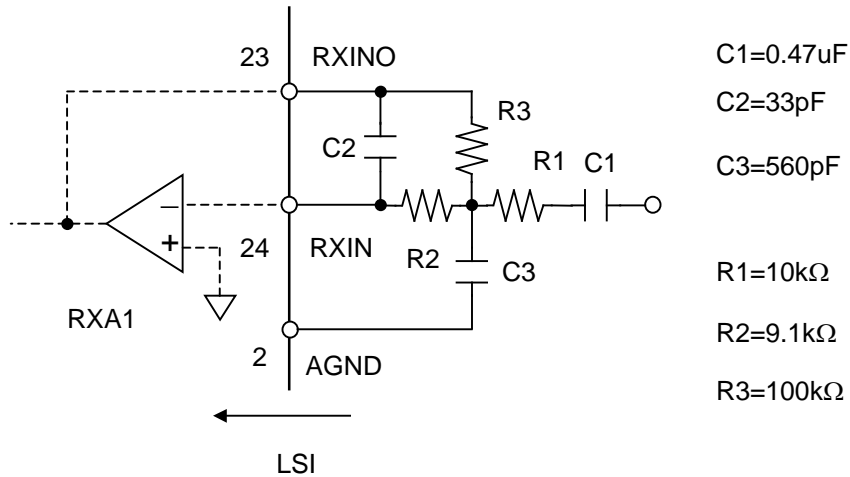 23 RXINO
C2
R3
R1 C1
24 RXIN
R2 C3
RXA1
2 AGND
LSI
C1=0.47uF
C2=33pF
C3=560pF
R1=10kΩ
R2=9.1kΩ
R3=100kΩ